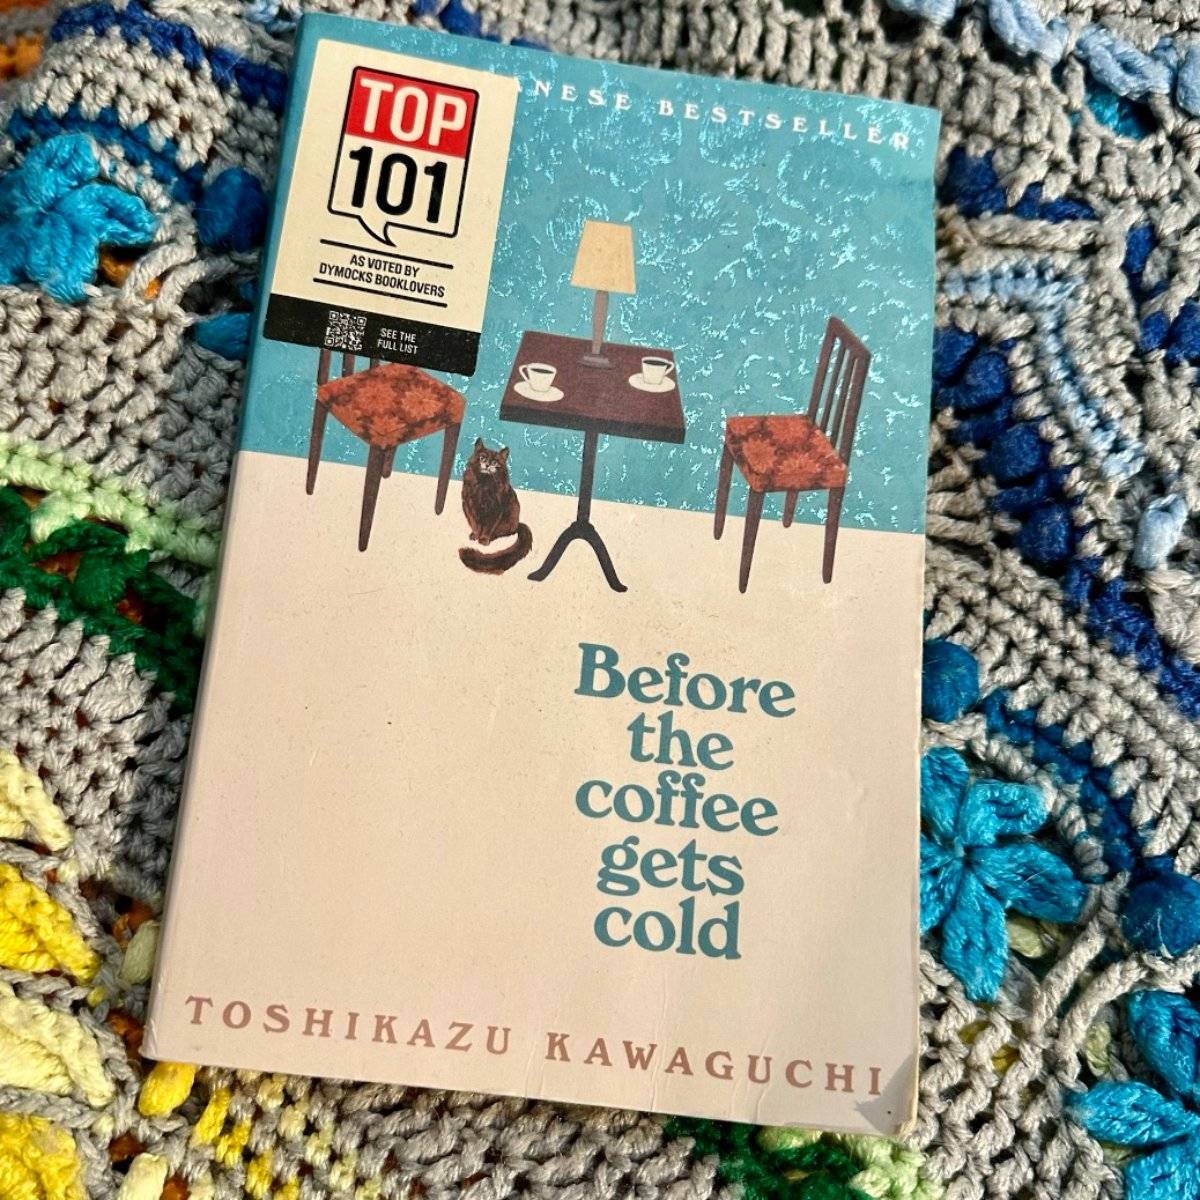 TOP
101
AS VOTED BY
DYMOCKS BOOKLOVERS
SEE THE
FULL LIST
BESTSELLER
Before
the
coffee
gets
cold
TOSHIKAZU KAWAGUCHI